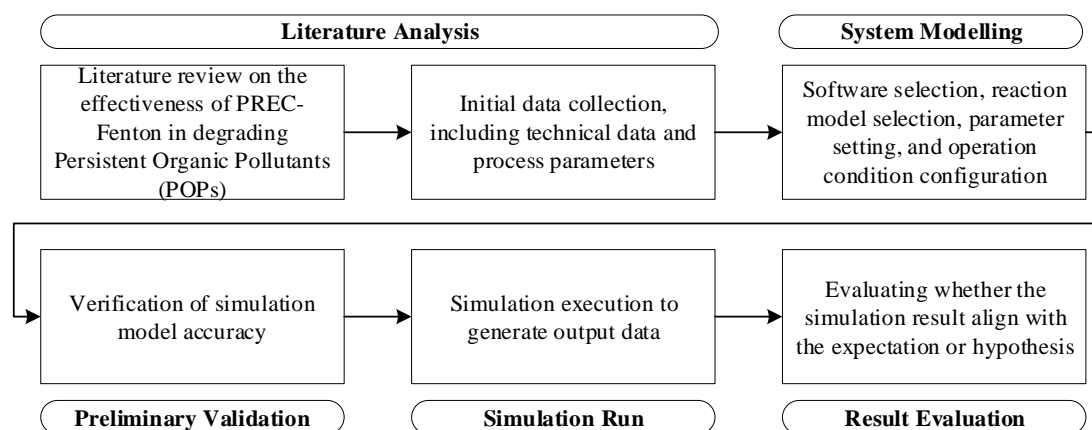 Literature Analysis
System Modelling
Literature review on the
effectiveness of PREC-
Fenton in degrading
Persistent Organic Pollutants
(POPs)
Initial data collection,
including technical data and
process parameters
Software selection, reaction
model selection, parameter
setting, and operation
condition configuration
Verification of simulation
model accuracy
Simulation execution to
generate output data
Evaluating whether the
simulation result align with
the expectation or hypothesis
Preliminary Validation
Simulation Run
Result Evaluation